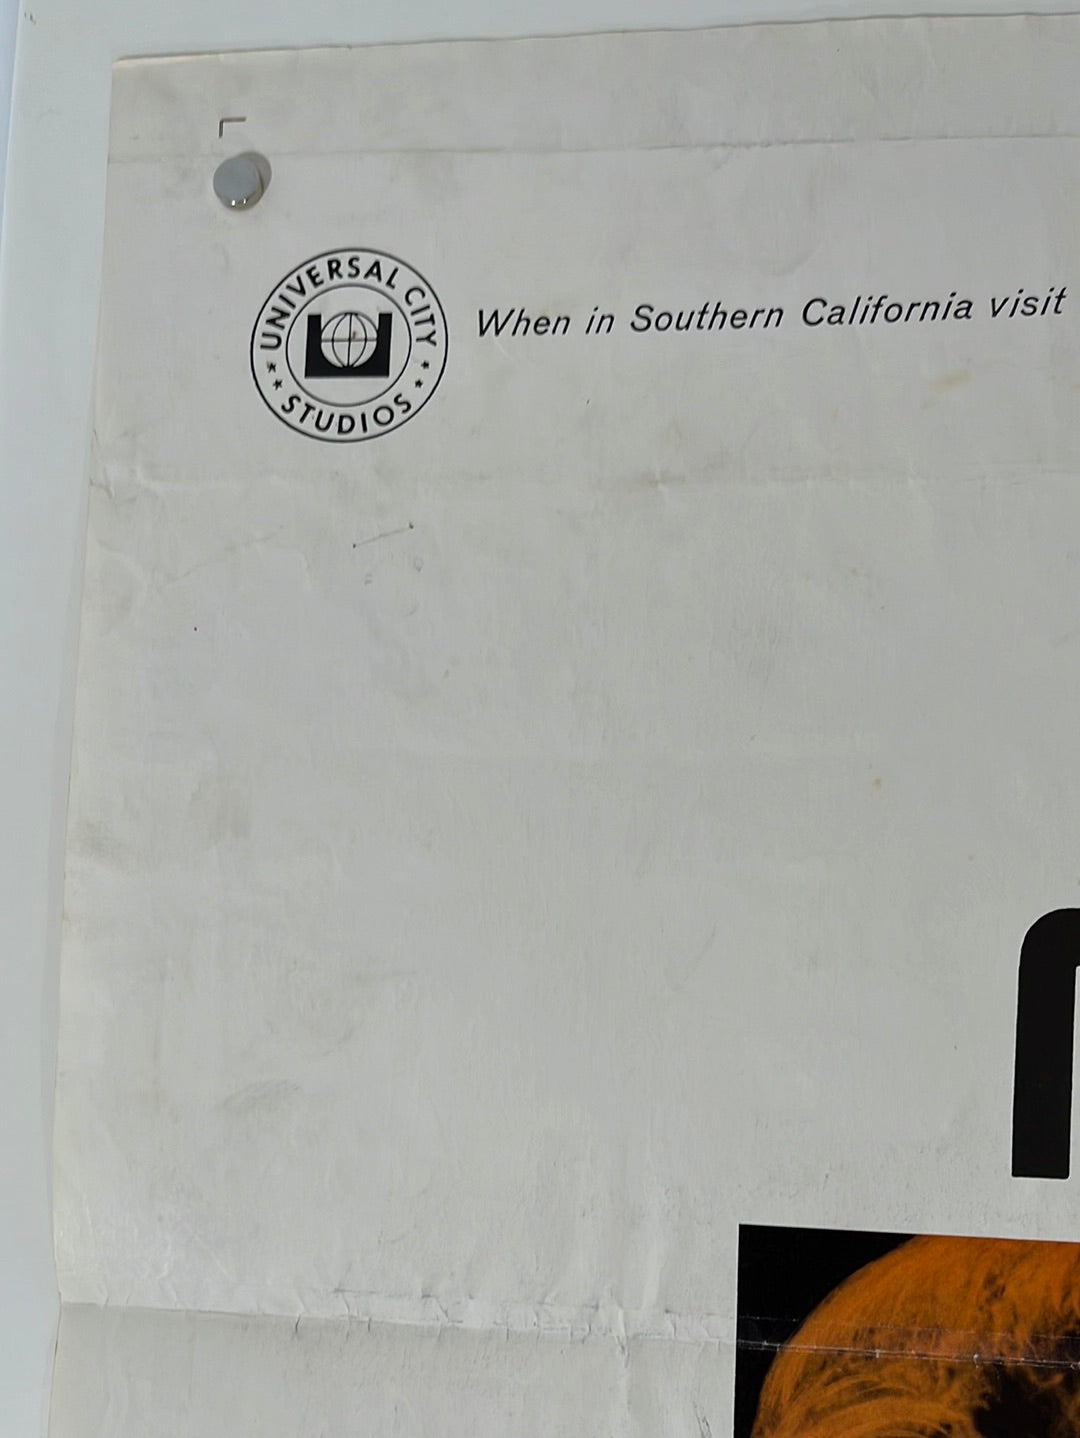 UNIVERSAL CITY
STUDIOS
When in Southern California visit